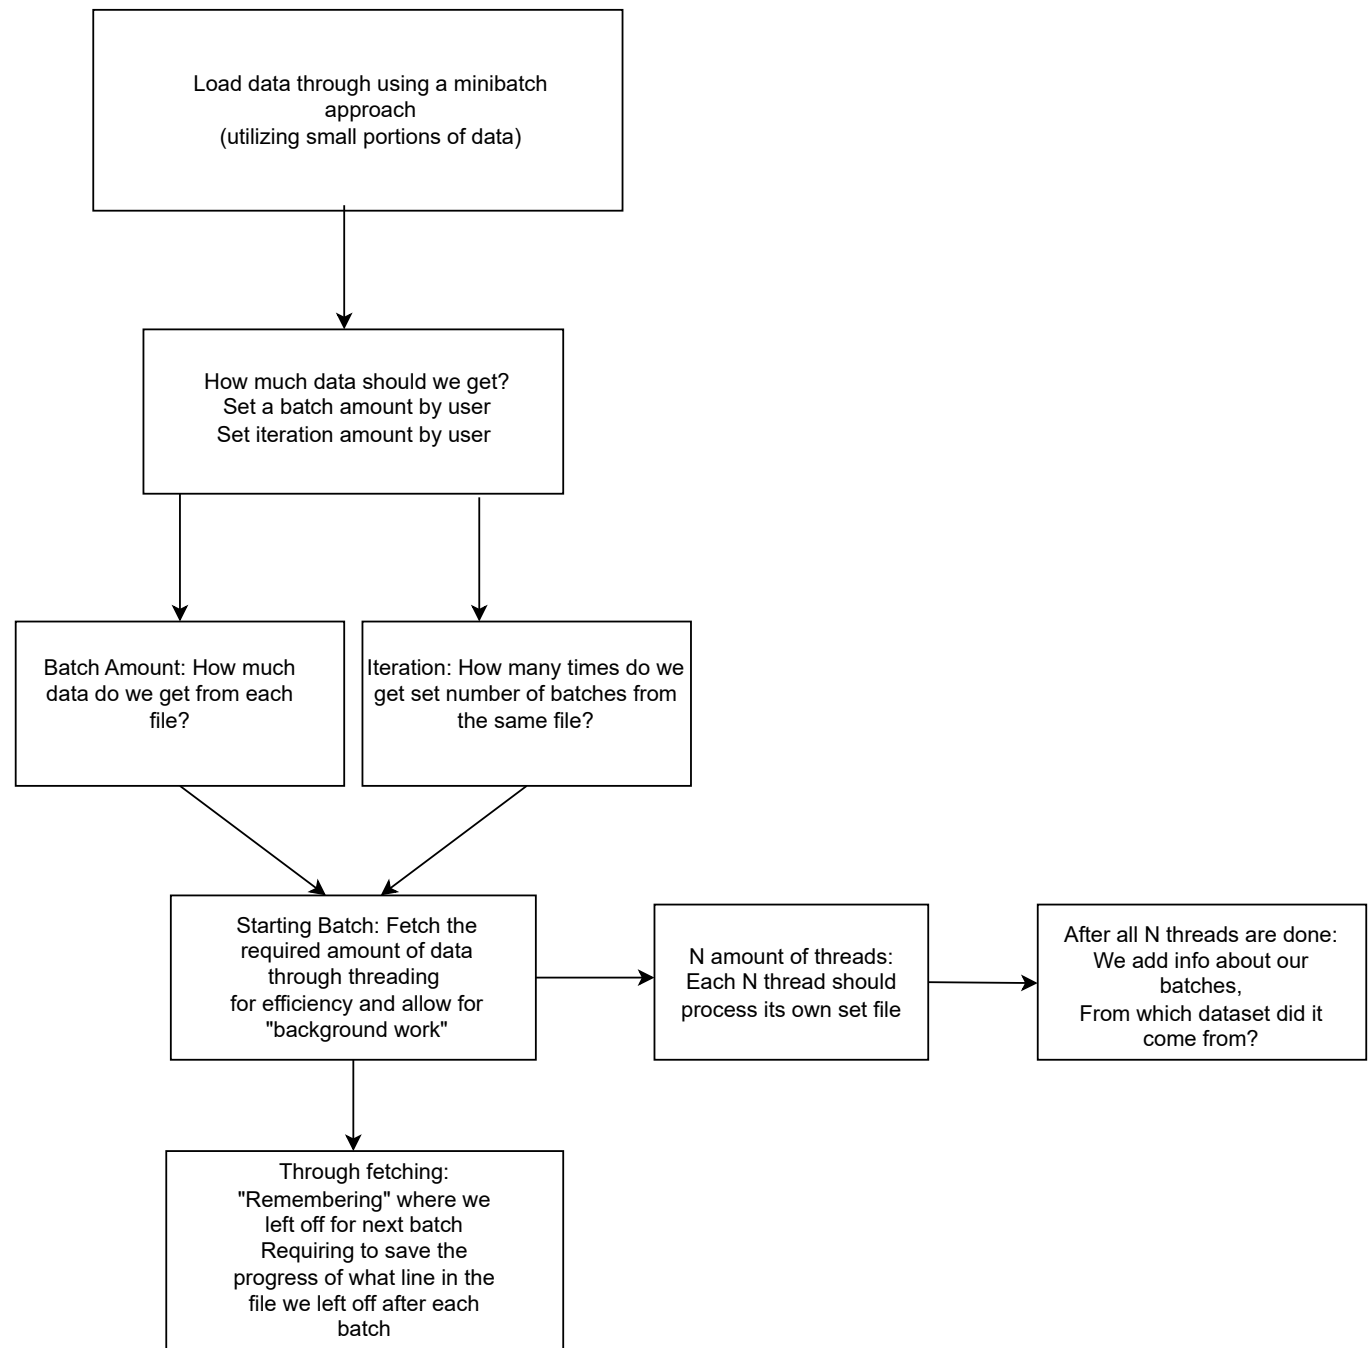 Load data through using a minibatch
approach
(utilizing small portions of data)
How much data should we get?
Set a batch amount by user
Set iteration amount by user
Batch Amount: How much
data do we get from each
file?
Iteration: How many times do we
get set number of batches from
the same file?
Starting Batch: Fetch the
required amount of data
through threading
for efficiency and allow for
"background work"
N amount of threads:
Each N thread should
process its own set file
After all N threads are done:
We add info about our
batches,
From which dataset did it
come from?
Through fetching:
"Remembering" where we
left off for next batch
Requiring to save the
progress of what line in the
file we left off after each
batch